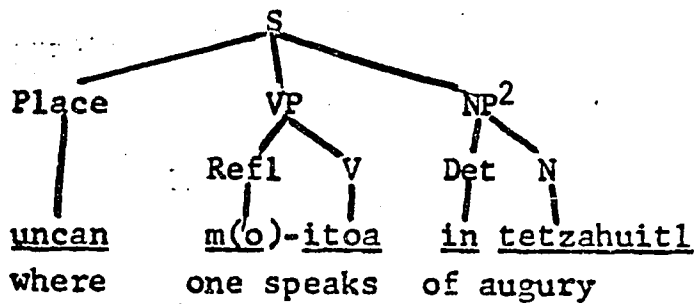 S
Place VP NP2
Refl V Det N
uncan m(o)-itoa in tetzahuitl
where one speaks of augury